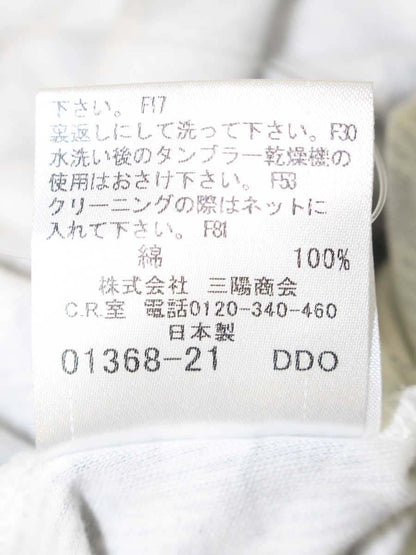 下さい。 F17
裏返しにして洗って下さい。F30
水洗い後のタンブラー乾燥機の
使用はおさけ下さい。 F53
クリーニングの際はネットに
入れて下さい。 F81
綿 100%
株式会社 三陽商会
C.R.室 電話0120-340-460
日本製
01368-21 DDO